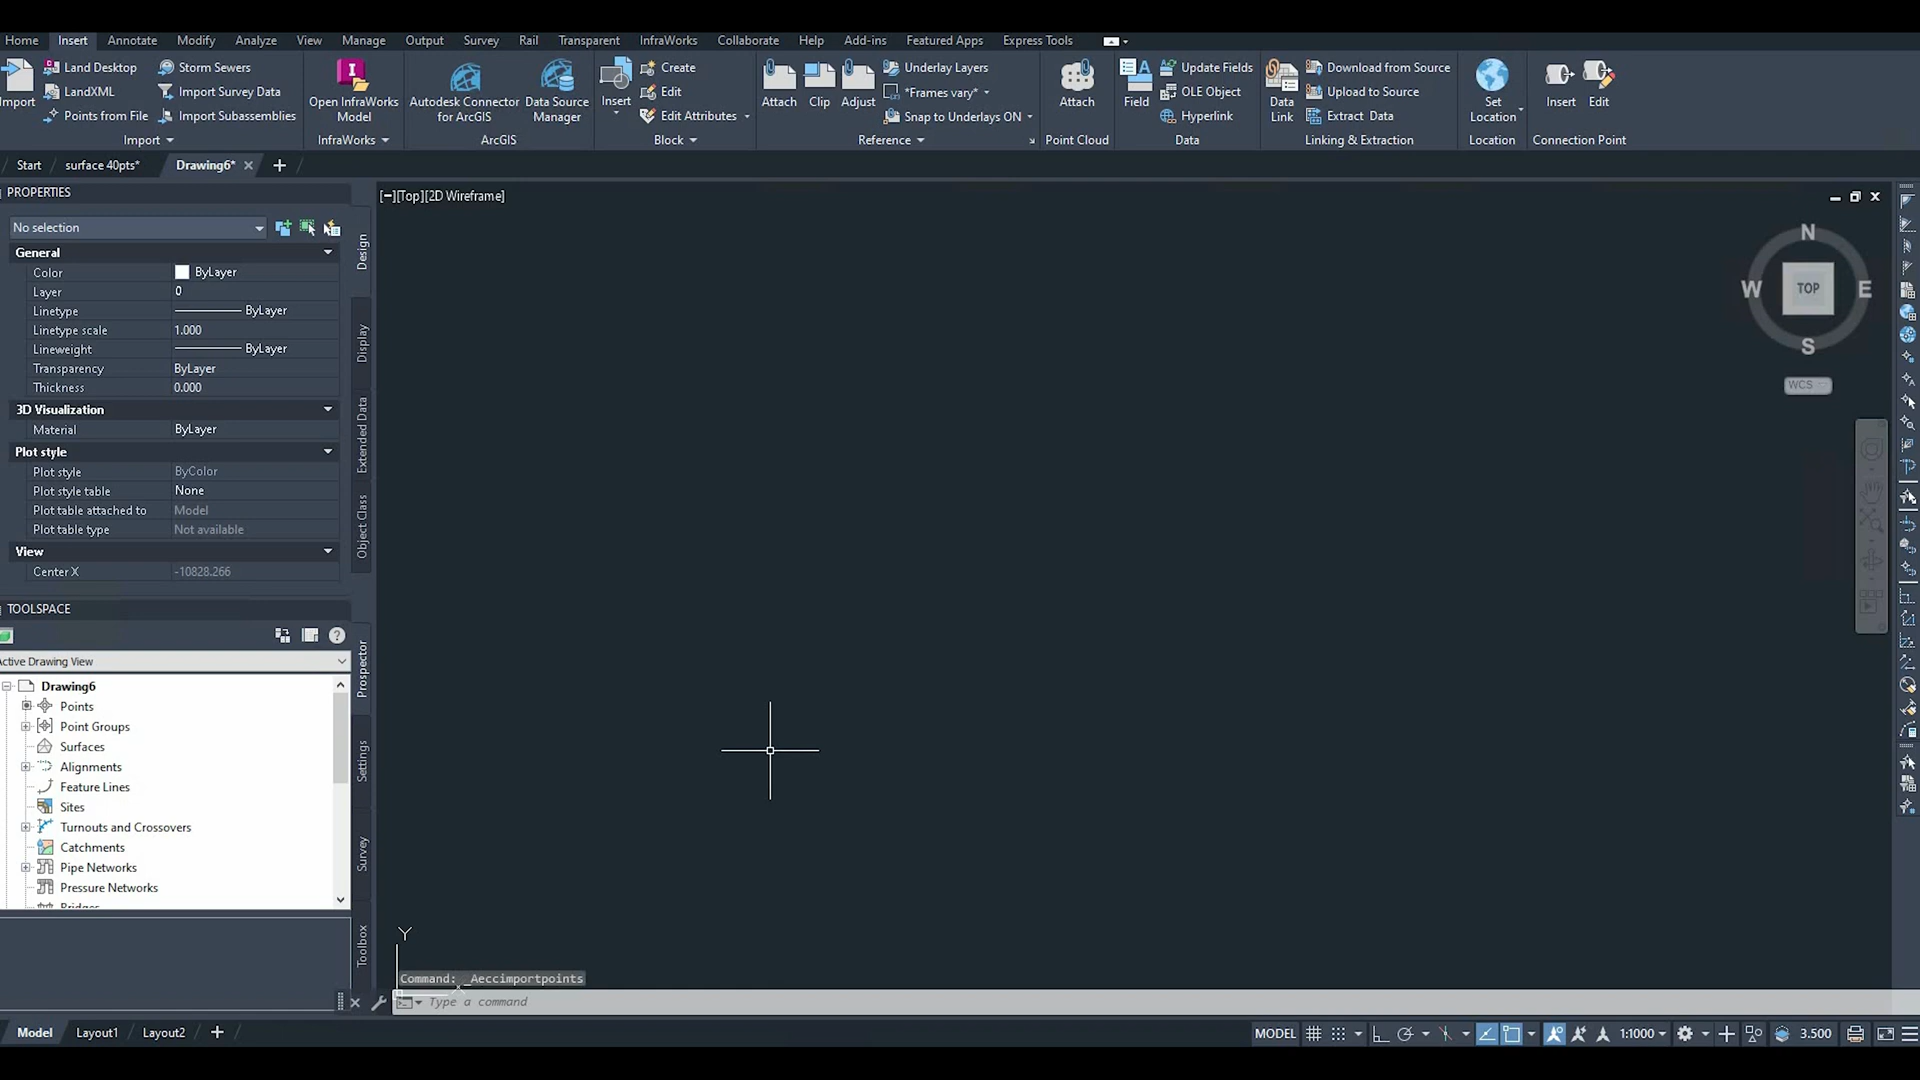 Home Insert Annotate Modify Analyze View Manage Output Survey Rail Transparent InfraWorks Collaborate Help Add-ins Featured Apps Express Tools
Import
Land Desktop
LandXML
Points from File
Storm Sewers
Import Survey Data
Import Subassemblies
Import
Open InfraWorks
Model
InfraWorks
Autodesk Connector
for ArcGIS
Data Source
Manager
ArcGIS
Insert
Create
Edit
Edit Attributes
Block
Attach
Clip
Adjust
Underlay Layers
*Frames vary*
Snap to Underlays ON
Reference
Attach
Point Cloud
Field
Update Fields
OLE Object
Hyperlink
Data
Data
Link
Download from Source
Upload to Source
Extract Data
Linking & Extraction
Set
Location
Location
Insert
Edit
Connection Point
Start surface 40pts* Drawing6*
PROPERTIES
No selection
General
Color ByLayer
Layer 0
Linetype ByLayer
Linetype scale 1.000
Lineweight ByLayer
Transparency ByLayer
Thickness 0.000
3D Visualization
Material ByLayer
Plot style
Plot style ByColor
Plot style table None
Plot table attached to Model
Plot table type Not available
View
Center X -10828.266
Design
Display
Extended Data
Object Class
TOOLSPACE
Active Drawing View
Drawing6
Points
Point Groups
Surfaces
Alignments
Feature Lines
Sites
Turnouts and Crossovers
Catchments
Pipe Networks
Pressure Networks
Bridges
Prospector
Settings
Survey
Toolbox
[−][Top][2D Wireframe]
N
W TOP E
S
WCS
Y
Command: _Aeccimportpoints
Type a command
Model Layout1 Layout2
MODEL 1:1000 3.500